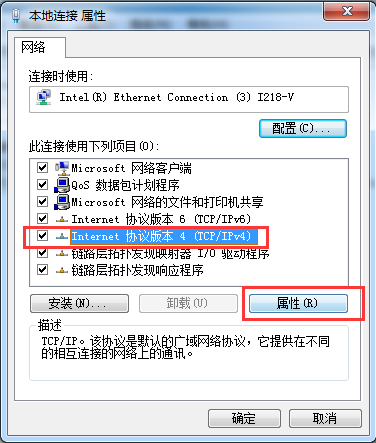 本地连接 属性
网络
连接时使用:
Intel(R) Ethernet Connection (3) I218-V
配置(C)...
此连接使用下列项目(O):
Microsoft 网络客户端
QoS 数据包计划程序
Microsoft 网络的文件和打印机共享
Internet 协议版本 6 (TCP/IPv6)
Internet 协议版本 4 (TCP/IPv4)
链路层拓扑发现映射器 I/O 驱动程序
链路层拓扑发现响应程序
安装(N)...
卸载(U)
属性(R)
描述
TCP/IP。该协议是默认的广域网络协议，它提供在不同
的相互连接的网络上的通讯。
确定
取消